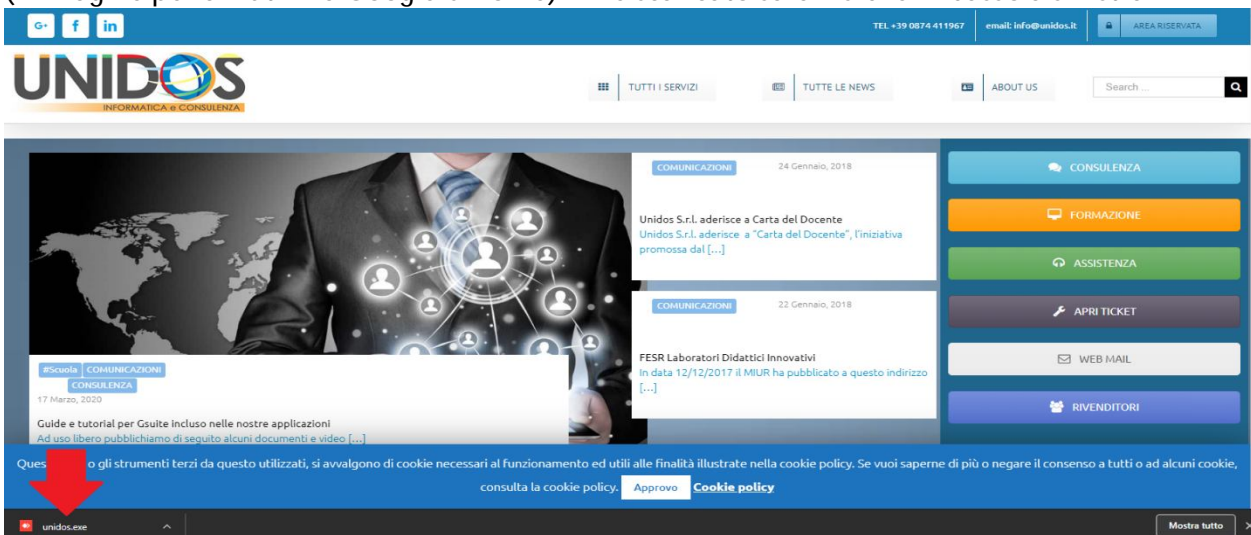 G+ f in
TEL +39 0874 411967
email: info@unidos.it
AREA RISERVATA
UNIDOS
INFORMATICA e CONSULENZA
TUTTI I SERVIZI
TUTTE LE NEWS
ABOUT US
Search ...
#Scuola COMUNICAZIONI
CONSULENZA
17 Marzo, 2020
Guide e tutorial per Gsuite incluso nelle nostre applicazioni
Ad uso libero pubblichiamo di seguito alcuni documenti e video [...]
COMUNICAZIONI
24 Gennaio, 2018
Unidos S.r.l. aderisce a Carta del Docente
Unidos S.r.l. aderisce a "Carta del Docente", l'iniziativa
promossa dal [...]
COMUNICAZIONI
22 Gennaio, 2018
FESR Laboratori Didattici Innovativi
In data 12/12/2017 il MIUR ha pubblicato a questo indirizzo
[...]
CONSULENZA
FORMAZIONE
ASSISTENZA
APRI TICKET
WEB MAIL
RIVENDITORI
o gli strumenti terzi da questo utilizzati, si avvalgono di cookie necessari al funzionamento ed utili alle finalità illustrate nella cookie policy. Se vuoi saperne di più o negare il consenso a tutti o ad alcuni cookie,
consulta la cookie policy. Approvo Cookie policy
unidos.exe
Mostra tutto